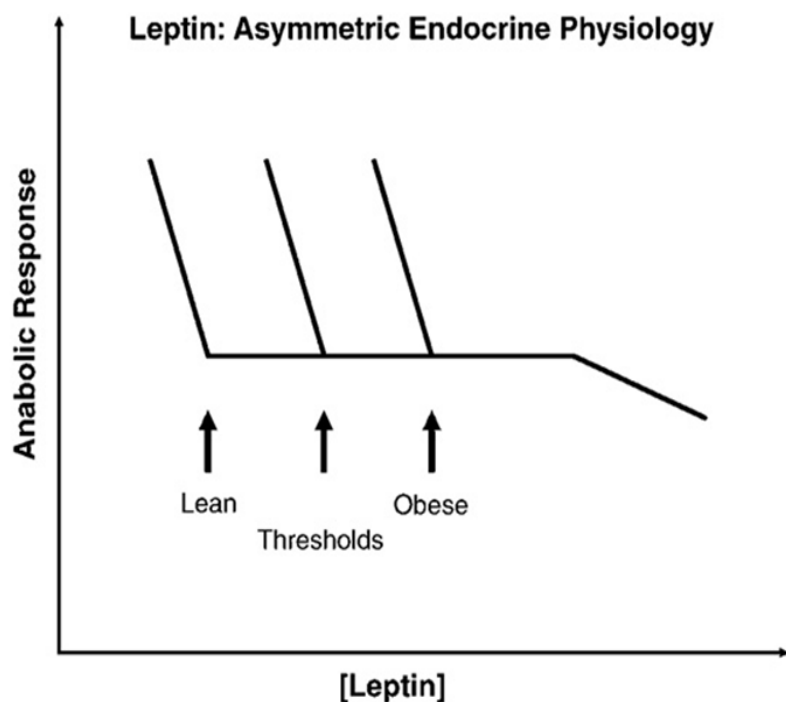 Leptin: Asymmetric Endocrine Physiology
Anabolic Response
Lean
Obese
Thresholds
[Leptin]